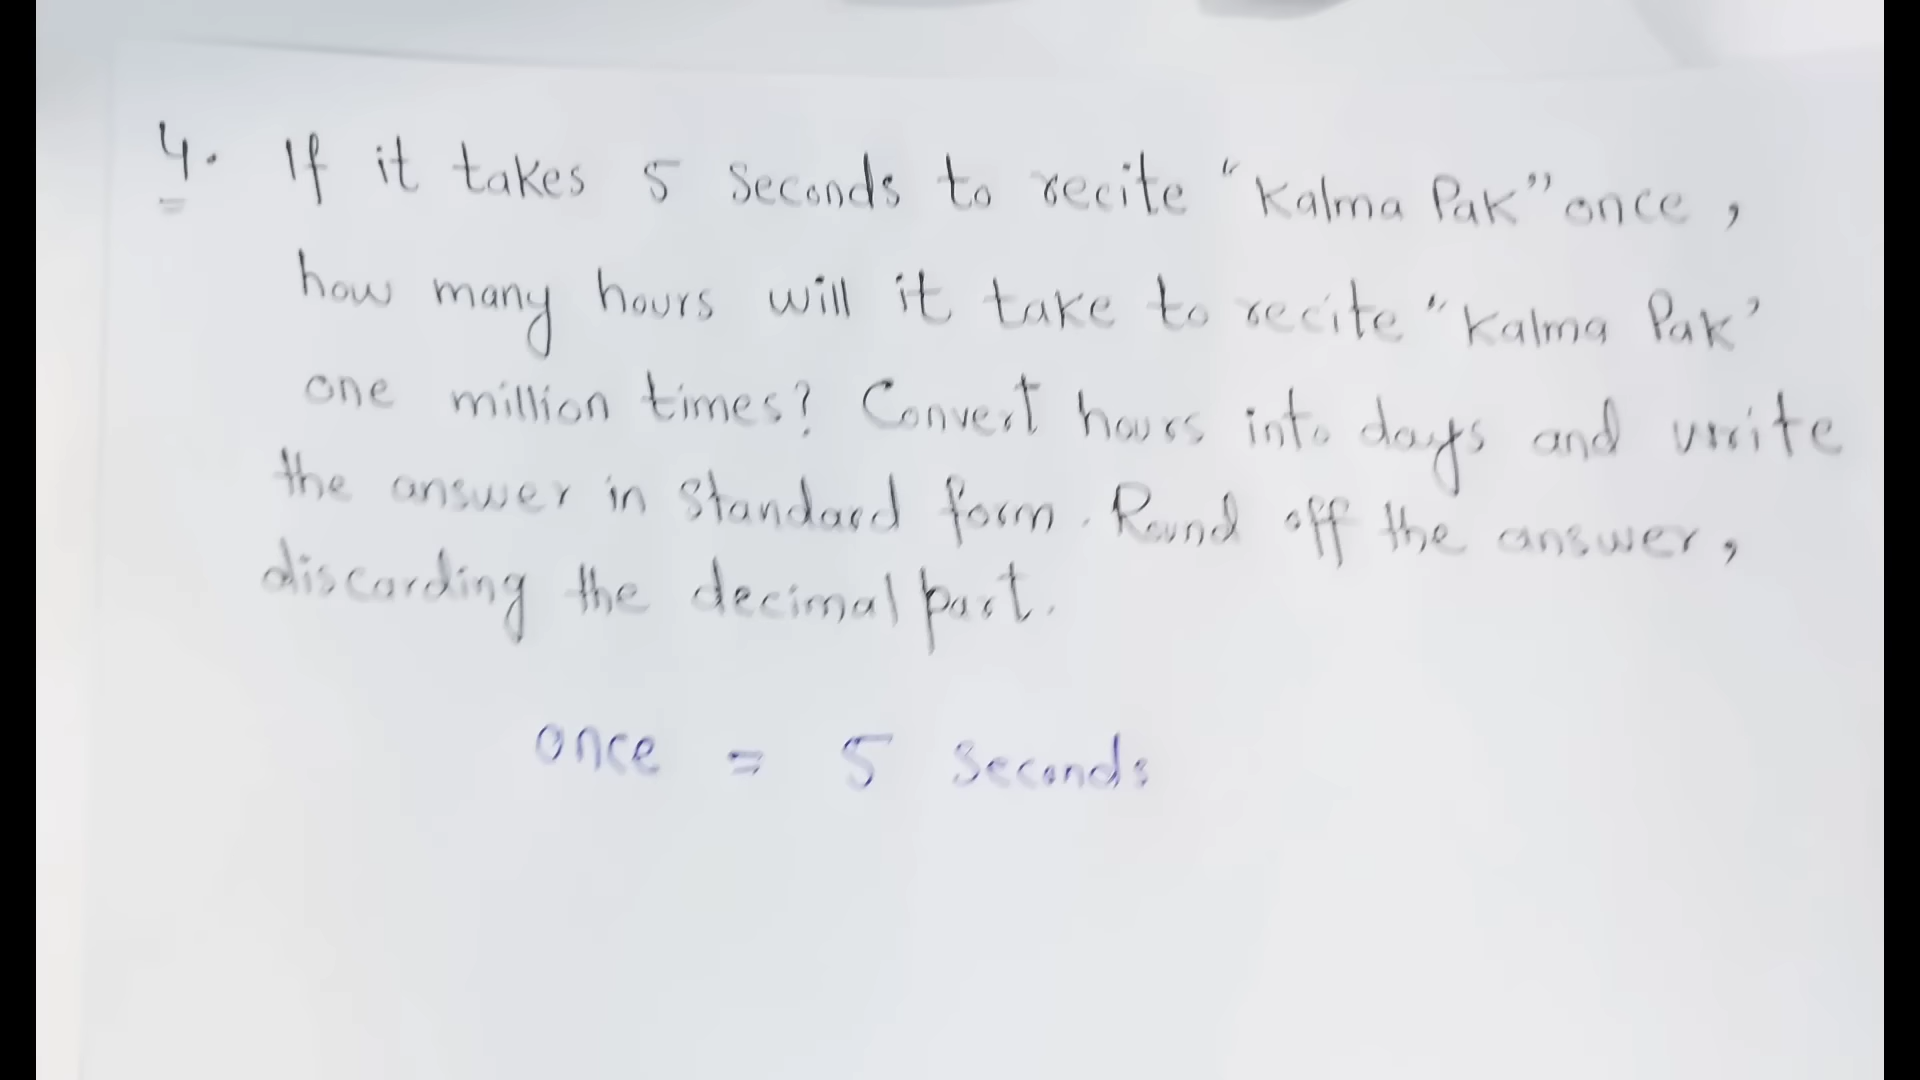 4. If it takes 5 seconds to recite "Kalma Pak" once,
how many hours will it take to recite "Kalma Pak'
one million times? Convert hours into days and write
the answer in standard form. Round off the answer,
discarding the decimal part.
once = 5 seconds